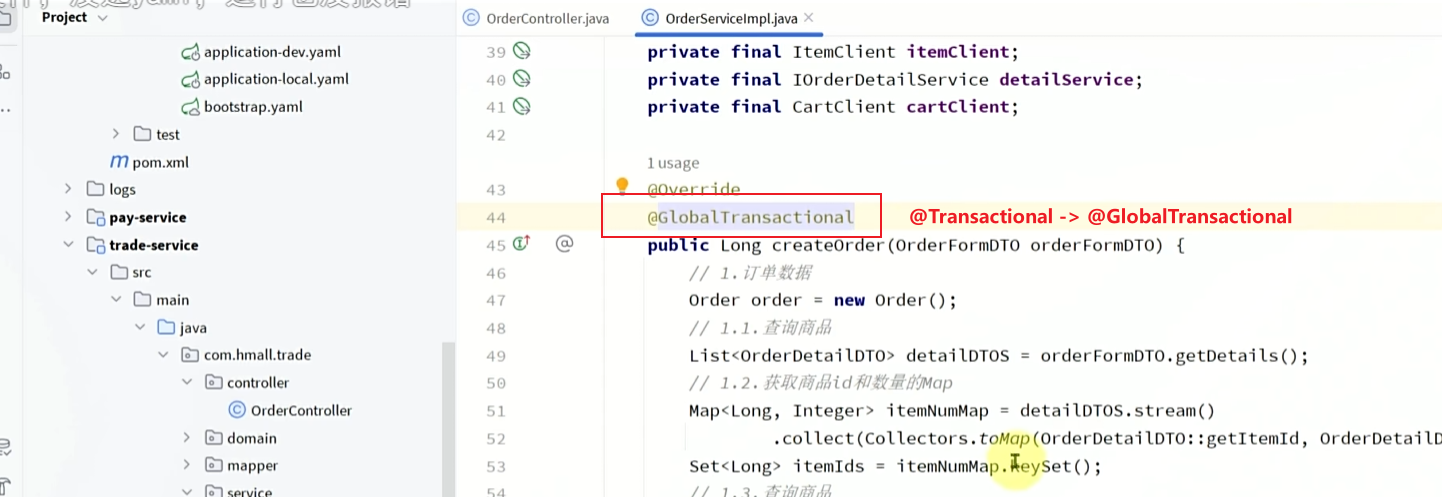 Project
application-dev.yaml
application-local.yaml
bootstrap.yaml
test
pom.xml
logs
pay-service
trade-service
src
main
java
com.hmall.trade
controller
OrderController
domain
mapper
service
OrderController.java
OrderServiceImpl.java
39 private final ItemClient itemClient;
40 private final IOrderDetailService detailService;
41 private final CartClient cartClient;
42
1 usage
43 @Override
44 @GlobalTransactional
@Transactional -> @GlobalTransactional
45 public Long createOrder(OrderFormDTO orderFormDTO) {
46 // 1.订单数据
47 Order order = new Order();
48 // 1.1.查询商品
49 List<OrderDetailDTO> detailDTOS = orderFormDTO.getDetails();
50 // 1.2.获取商品id和数量的Map
51 Map<Long, Integer> itemNumMap = detailDTOS.stream()
52 .collect(Collectors.toMap(OrderDetailDTO::getItemId, OrderDetailD
53 Set<Long> itemIds = itemNumMap.keySet();
54 // 1.3.查询商品